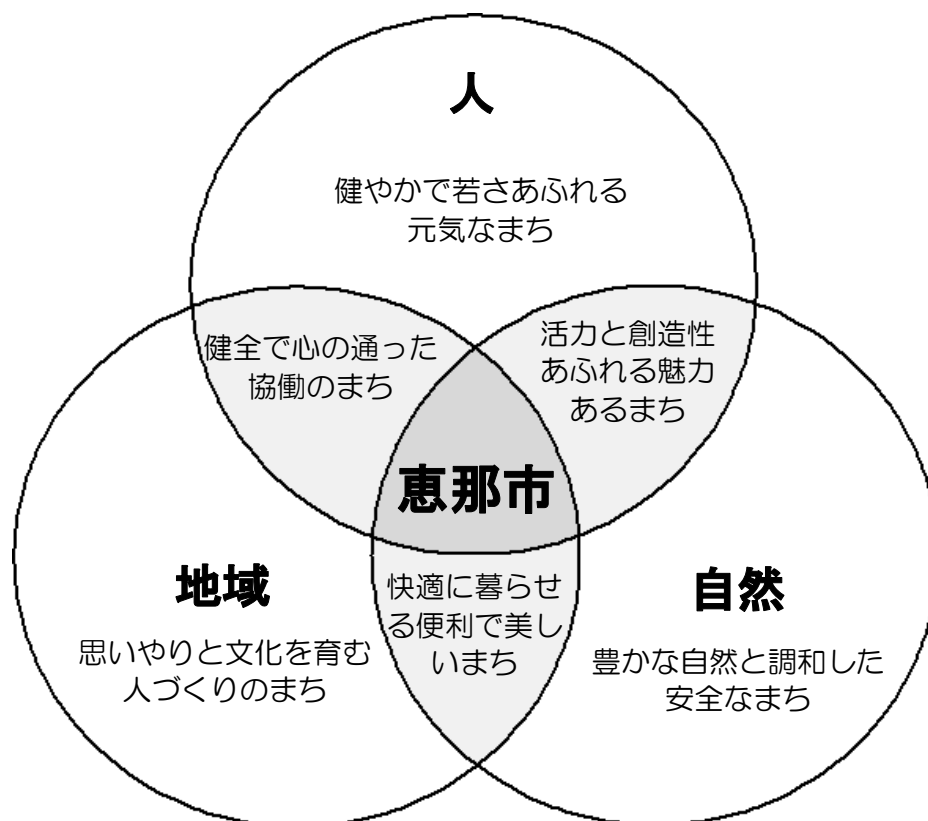 人
健やかで若さあふれる
元気なまち
健全で心の通った
協働のまち
活力と創造性
あふれる魅力
あるまち
恵那市
地域
思いやりと文化を育む
人づくりのまち
快適に暮らせ
る便利で美し
いまち
自然
豊かな自然と調和した
安全なまち